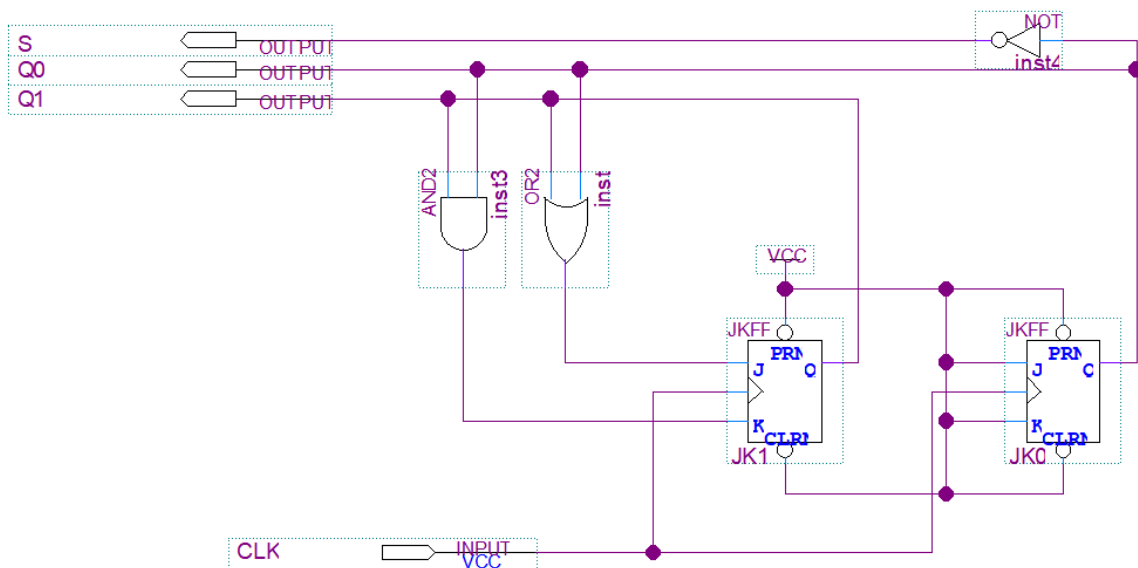 NOT
S OUTPUT
inst4
Q0 OUTPUT
Q1 OUTPUT
AND2
inst3
OR2
inst
VCC
JKFF
PRN
J
Q
K
CLRN
JK1
JKFF
PRN
J
Q
K
CLRN
JK0
CLK INPUT
VCC